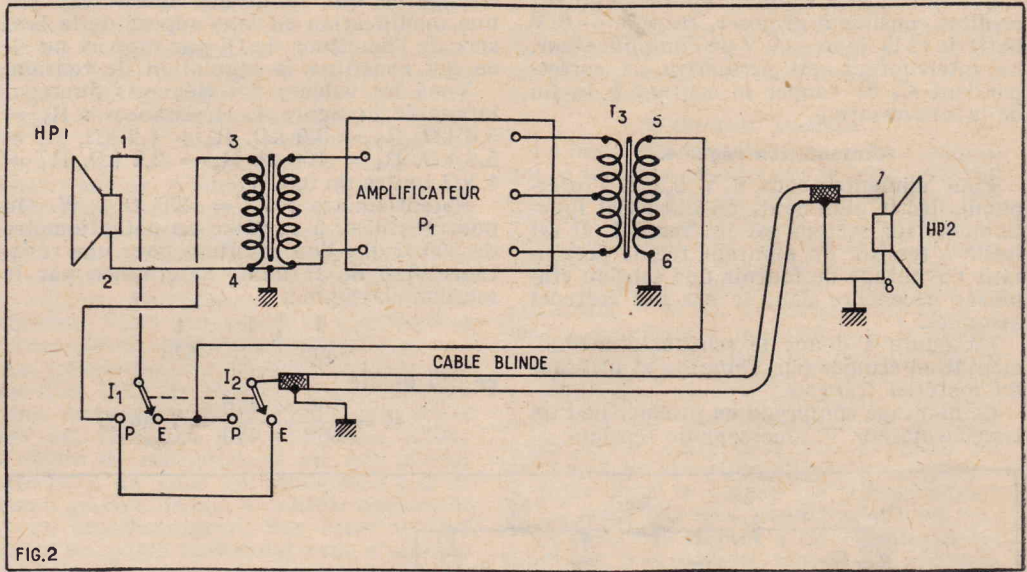 HP1
1
2
3
4
AMPLIFICATEUR
P1
T3
5
6
7
8
HP2
CABLE BLINDE
I1
I2
P
E
P
E
FIG.2